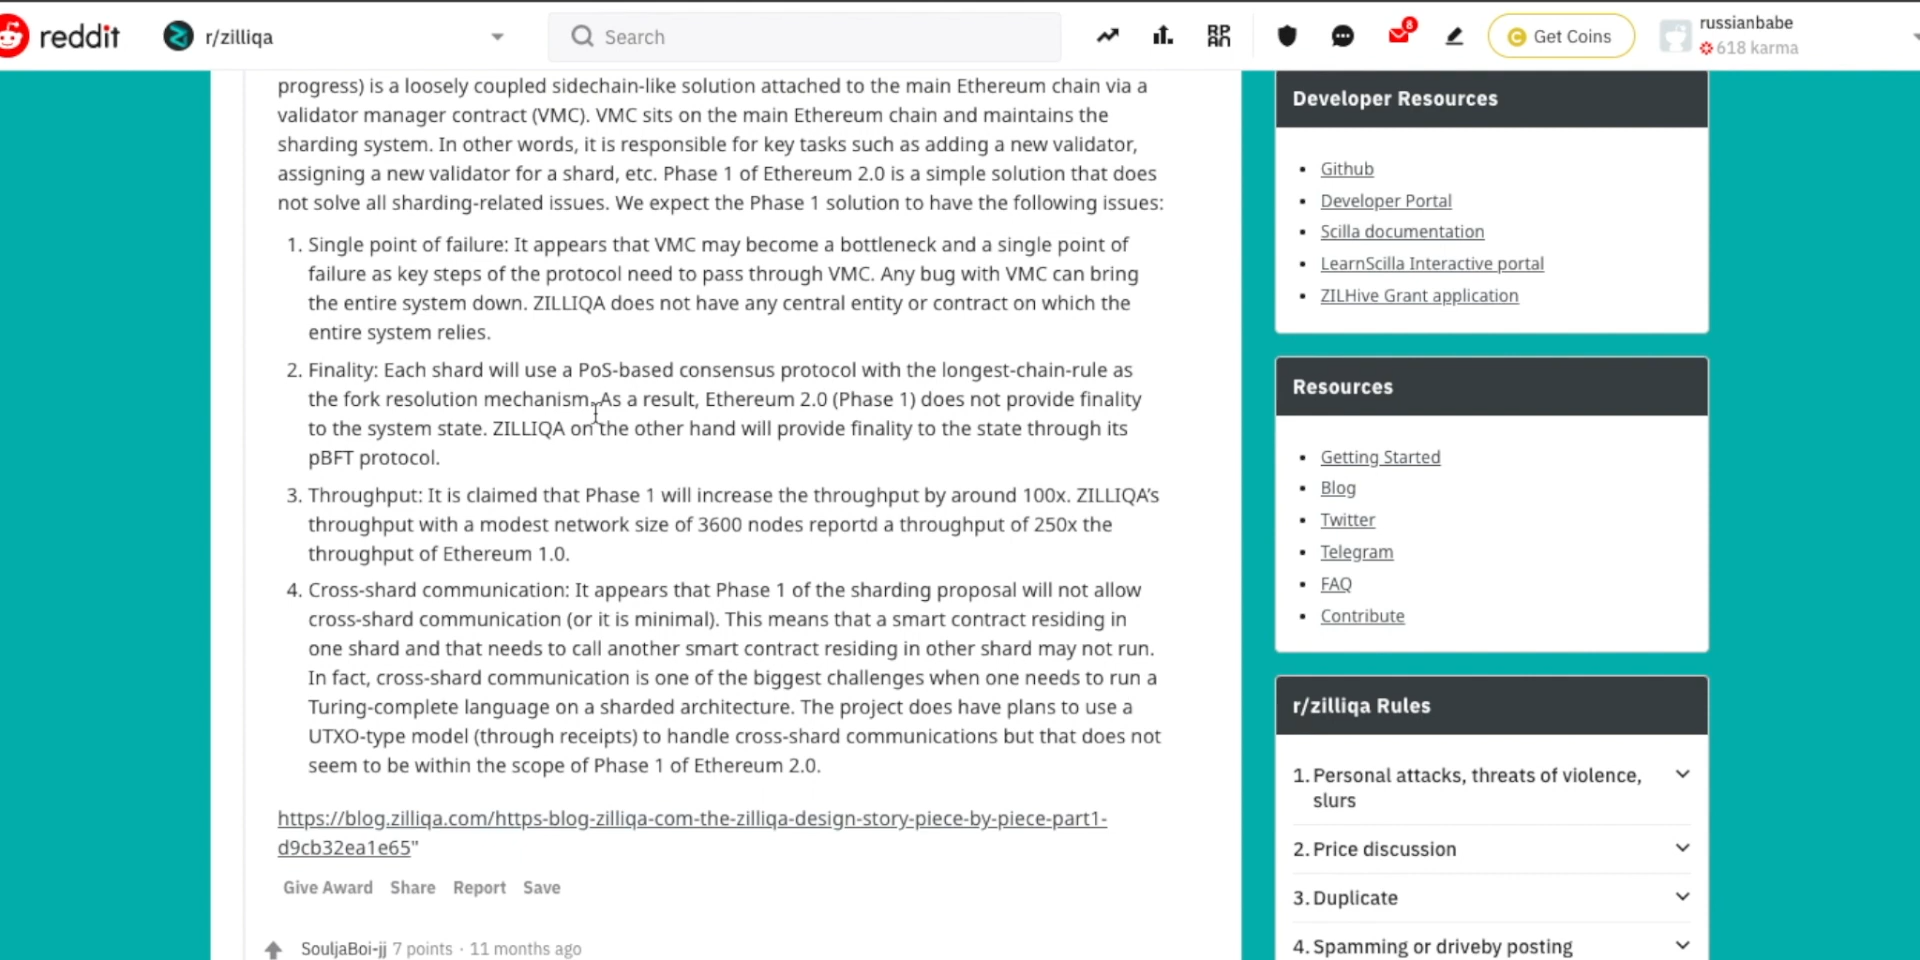 reddit
r/zilliqa
Search
8
Get Coins
russianbabe
618 karma
progress) is a loosely coupled sidechain-like solution attached to the main Ethereum chain via a
validator manager contract (VMC). VMC sits on the main Ethereum chain and maintains the
sharding system. In other words, it is responsible for key tasks such as adding a new validator,
assigning a new validator for a shard, etc. Phase 1 of Ethereum 2.0 is a simple solution that does
not solve all sharding-related issues. We expect the Phase 1 solution to have the following issues:
1. Single point of failure: It appears that VMC may become a bottleneck and a single point of
failure as key steps of the protocol need to pass through VMC. Any bug with VMC can bring
the entire system down. ZILLIQA does not have any central entity or contract on which the
entire system relies.
2. Finality: Each shard will use a PoS-based consensus protocol with the longest-chain-rule as
the fork resolution mechanism. As a result, Ethereum 2.0 (Phase 1) does not provide finality
to the system state. ZILLIQA on the other hand will provide finality to the state through its
pBFT protocol.
3. Throughput: It is claimed that Phase 1 will increase the throughput by around 100x. ZILLIQA’s
throughput with a modest network size of 3600 nodes reportd a throughput of 250x the
throughput of Ethereum 1.0.
4. Cross-shard communication: It appears that Phase 1 of the sharding proposal will not allow
cross-shard communication (or it is minimal). This means that a smart contract residing in
one shard and that needs to call another smart contract residing in other shard may not run.
In fact, cross-shard communication is one of the biggest challenges when one needs to run a
Turing-complete language on a sharded architecture. The project does have plans to use a
UTXO-type model (through receipts) to handle cross-shard communications but that does not
seem to be within the scope of Phase 1 of Ethereum 2.0.
https://blog.zilliqa.com/https-blog-zilliqa-com-the-zilliqa-design-story-piece-by-piece-part1-
d9cb32ea1e65"
Give Award Share Report Save
SouljaBoi-jj 7 points · 11 months ago
Developer Resources
• Github
• Developer Portal
• Scilla documentation
• LearnScilla Interactive portal
• ZILHive Grant application
Resources
• Getting Started
• Blog
• Twitter
• Telegram
• FAQ
• Contribute
r/zilliqa Rules
1. Personal attacks, threats of violence,
slurs
2. Price discussion
3. Duplicate
4. Spamming or driveby posting